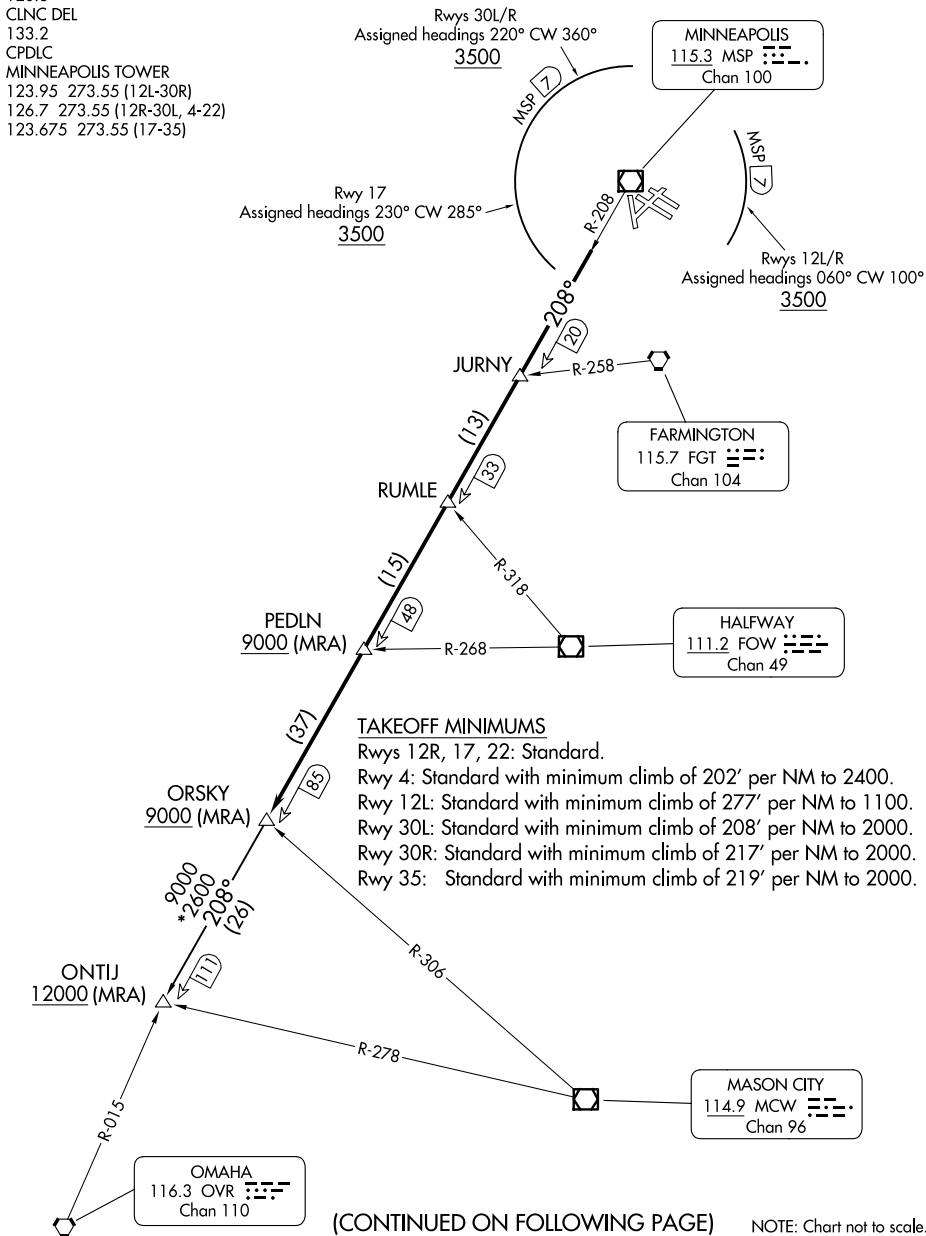 CLNC DEL
133.2
CPDLC
MINNEAPOLIS TOWER
123.95 273.55 (12L-30R)
126.7 273.55 (12R-30L, 4-22)
123.675 273.55 (17-35)
Rwys 30L/R
Assigned headings 220° CW 360°
3500
MINNEAPOLIS
115.3 MSP
Chan 100
MSP 7
MSP 7
Rwy 17
Assigned headings 230° CW 285°
3500
R-208
Rwys 12L/R
Assigned headings 060° CW 100°
3500
208°
20
JURNY
R-258
FARMINGTON
115.7 FGT
Chan 104
(13)
33
RUMLE
R-318
(15)
48
PEDLN
9000 (MRA)
R-268
HALFWAY
111.2 FOW
Chan 49
(37)
TAKEOFF MINIMUMS
Rwys 12R, 17, 22: Standard.
Rwy 4: Standard with minimum climb of 202' per NM to 2400.
Rwy 12L: Standard with minimum climb of 277' per NM to 1100.
Rwy 30L: Standard with minimum climb of 208' per NM to 2000.
Rwy 30R: Standard with minimum climb of 217' per NM to 2000.
Rwy 35: Standard with minimum climb of 219' per NM to 2000.
85
ORSKY
9000 (MRA)
9000
*2600
208°
(26)
R-306
111
ONTIJ
12000 (MRA)
R-278
R-015
MASON CITY
114.9 MCW
Chan 96
OMAHA
116.3 OVR
Chan 110
(CONTINUED ON FOLLOWING PAGE)
NOTE: Chart not to scale.